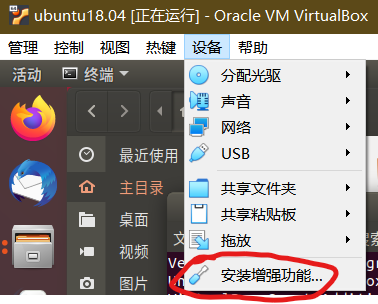 ubuntu18.04 [正在运行] - Oracle VM VirtualBox
管理 控制 视图 热键 设备 帮助
活动 终端
分配光驱
声音
网络
USB
共享文件夹
共享粘贴板
拖放
安装增强功能...
最近使用
主目录
桌面
视频
图片